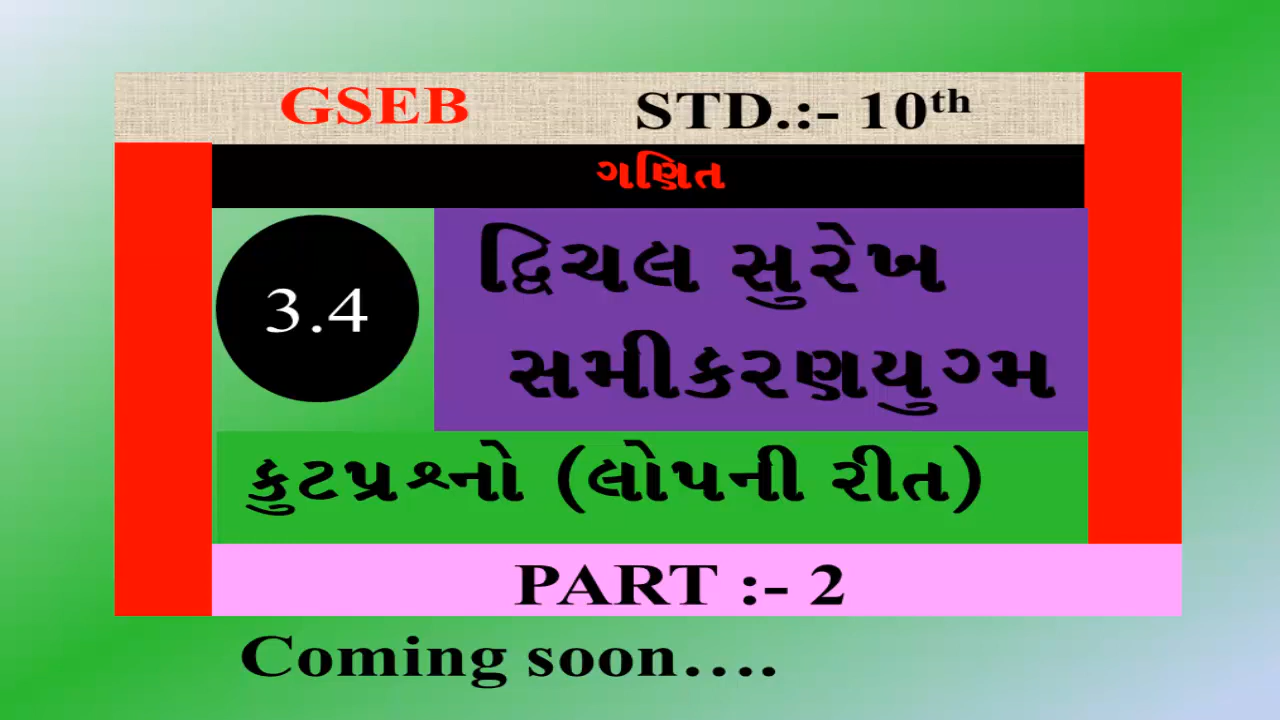 GSEB STD.:- 10th
ગણિત
3.4
દ્વિચલ સુરેખ
સમીકરણયુગ્મ
કુટપ્રશ્નો (લોપની રીત)
PART :- 2
Coming soon….